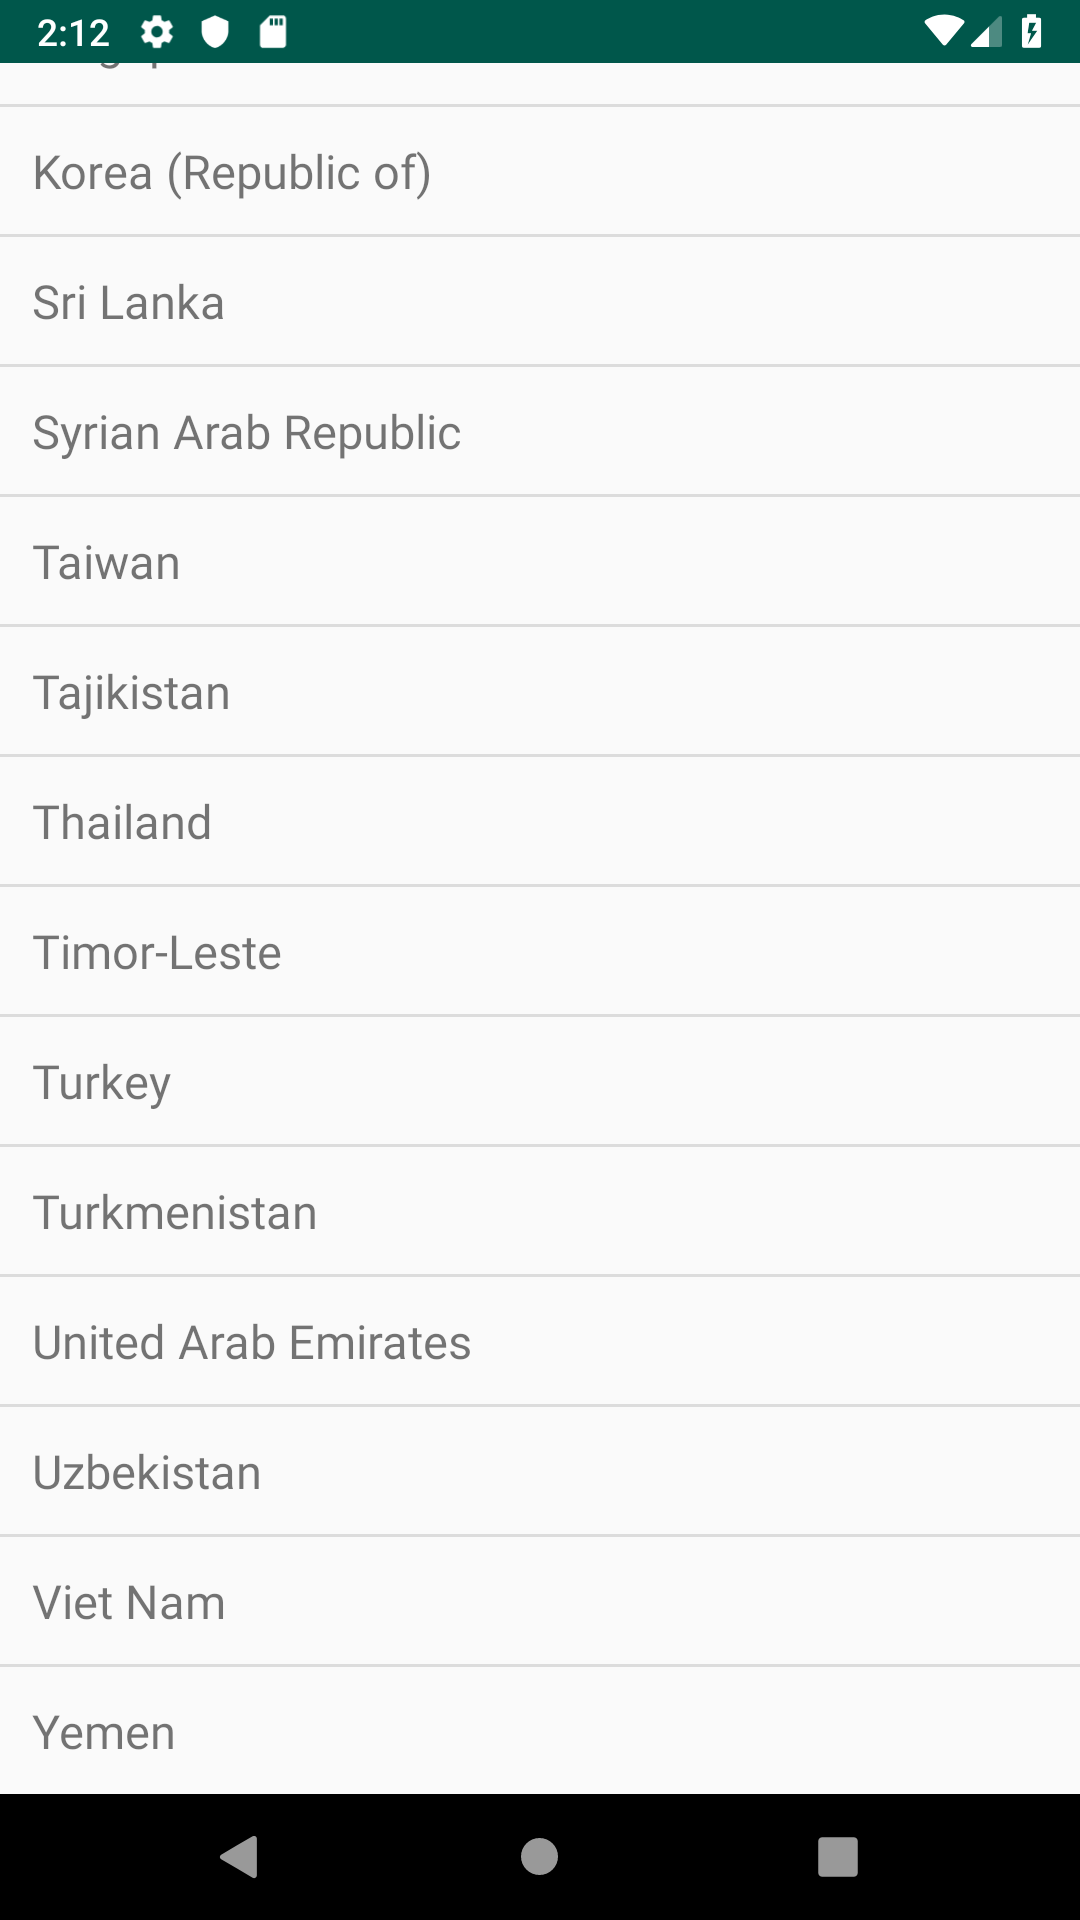 2:12
Korea (Republic of)
Sri Lanka
Syrian Arab Republic
Taiwan
Tajikistan
Thailand
Timor-Leste
Turkey
Turkmenistan
United Arab Emirates
Uzbekistan
Viet Nam
Yemen